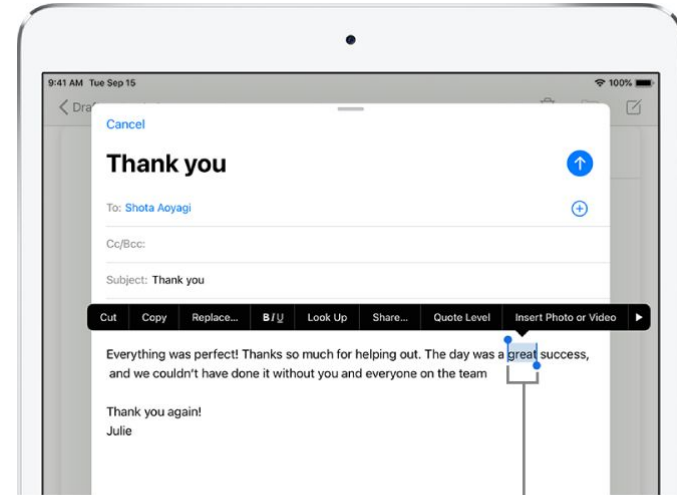 9:41 AM Tue Sep 15
100%
Cancel
Thank you
To: Shota Aoyagi
Cc/Bcc:
Subject: Thank you
Cut Copy Replace... B I U Look Up Share... Quote Level Insert Photo or Video
Everything was perfect! Thanks so much for helping out. The day was a great success,
and we couldn't have done it without you and everyone on the team
Thank you again!
Julie